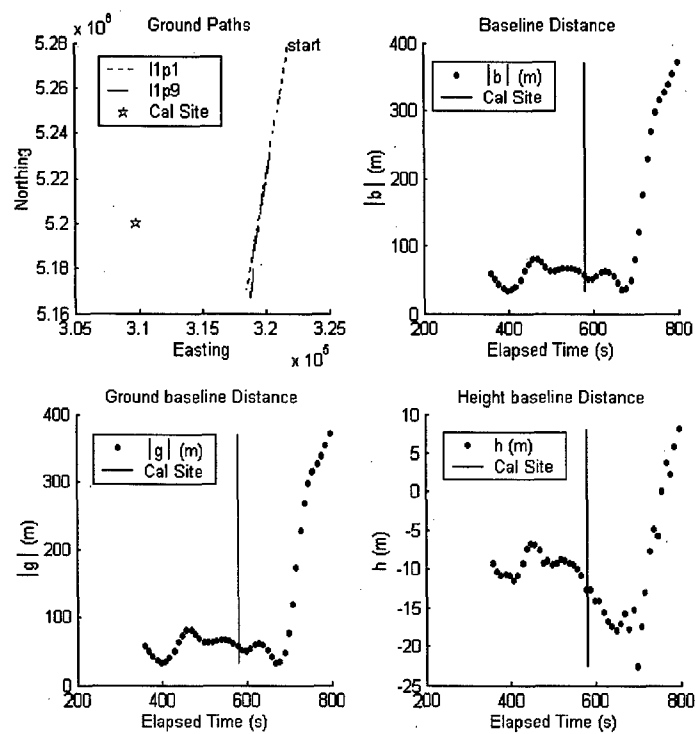 Ground Paths
x 10^6
5.28
5.26
5.24
5.22
5.2
5.18
5.16
Northing
start
l1p1
l1p9
Cal Site
3.05
3.1
3.15
3.2
3.25
Easting
x 10^5
Baseline Distance
400
300
200
100
0
|b| (m)
|b| (m)
Cal Site
200
400
600
800
Elapsed Time (s)
Ground baseline Distance
400
300
200
100
0
|g| (m)
|g| (m)
Cal Site
200
400
600
800
Elapsed Time (s)
Height baseline Distance
10
5
0
-5
-10
-15
-20
-25
h (m)
h (m)
Cal Site
200
400
600
800
Elapsed Time (s)